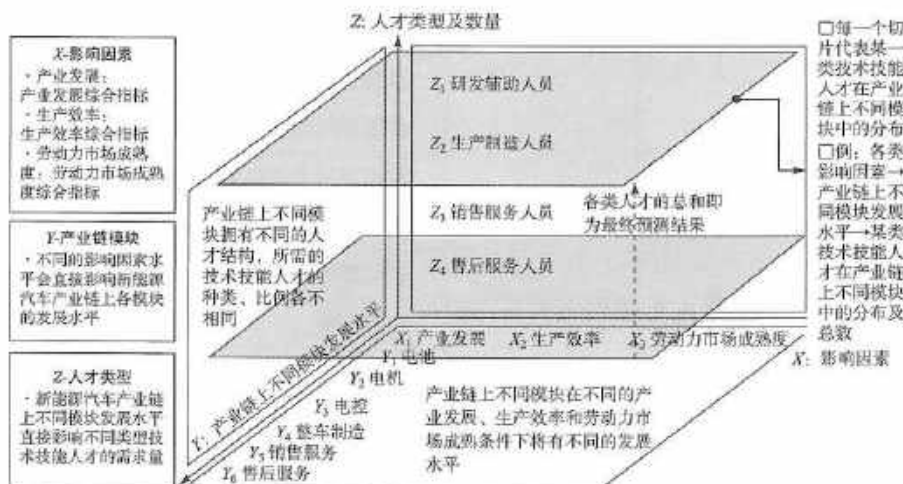 Z: 人才类型及数量
X-影响因素
· 产业发展:
产业发展综合指标
· 生产效率:
生产效率综合指标
· 劳动力市场成熟
度: 劳动力市场成熟
度综合指标
Y-产业链模块
· 不同的影响因素水
平会直接影响新能源
汽车产业链上各模块
的发展水平
Z-人才类型
· 新能源汽车产业链
上不同模块发展水平
直接影响不同类型技
术技能人才的需求量
Z₁ 研发辅助人员
Z₂ 生产制造人员
Z₃ 销售服务人员
Z₄ 售后服务人员
产业链上不同模
块拥有不同的人
才结构, 所需的
技术技能人才的
种类、比例各不
相同
各类人才的总和即
为最终预测结果
X₁ 产业发展 X₂ 生产效率 X₃ 劳动力市场成熟度
X: 影响因素
Y: 产业链上不同模块发展水平
Y₁ 电池
Y₂ 电机
Y₃ 电控
Y₄ 整车制造
Y₅ 销售服务
Y₆ 售后服务
产业链上不同模块在不同的产
业发展、生产效率和劳动力市
场成熟条件下将有不同的发展
水平
□每一个切
片代表某一
类技术技能
人才在产业
链上不同模
块中的分布
□例: 各类
影响因素→
产业链上不
同模块发展
水平→某类
技术技能人
才在产业链
上不同模块
中的分布及
总数